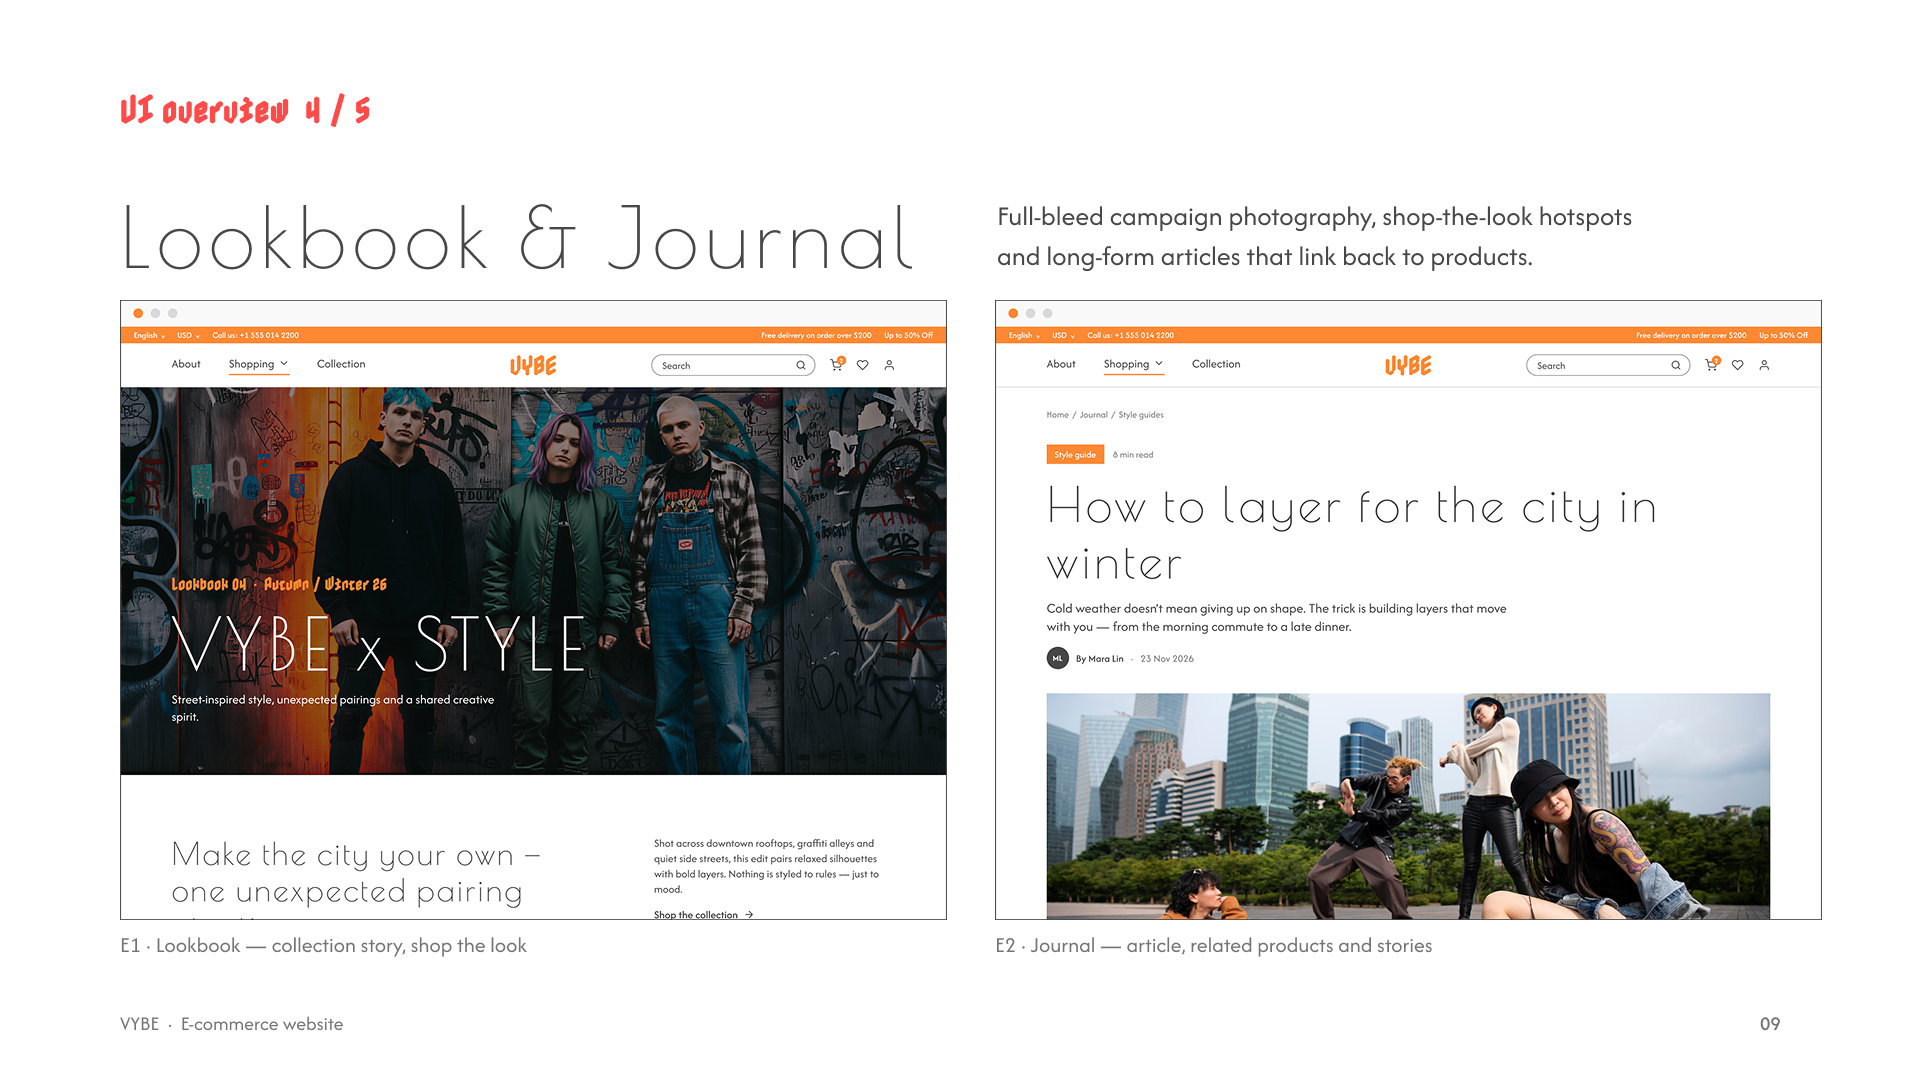 UI overview 4 / 5
Lookbook & Journal
Full-bleed campaign photography, shop-the-look hotspots
and long-form articles that link back to products.
English USD Call us: +1 555 014 2200 Free delivery on order over $200 Up to 50% Off
About Shopping Collection VYBE Search 2
Lookbook 04 · Autumn / Winter 26
VYBE x STYLE
Street-inspired style, unexpected pairings and a shared creative
spirit.
Make the city your own –
one unexpected pairing
Shot across downtown rooftops, graffiti alleys and
quiet side streets, this edit pairs relaxed silhouettes
with bold layers. Nothing is styled to rules — just to
mood.
Shop the collection →
E1 · Lookbook — collection story, shop the look
English USD Call us: +1 555 014 2200 Free delivery on order over $200 Up to 50% Off
About Shopping Collection VYBE Search 2
Home / Journal / Style guides
Style guide 8 min read
How to layer for the city in
winter
Cold weather doesn't mean giving up on shape. The trick is building layers that move
with you — from the morning commute to a late dinner.
ML By Mara Lin · 23 Nov 2026
E2 · Journal — article, related products and stories
VYBE · E-commerce website
09